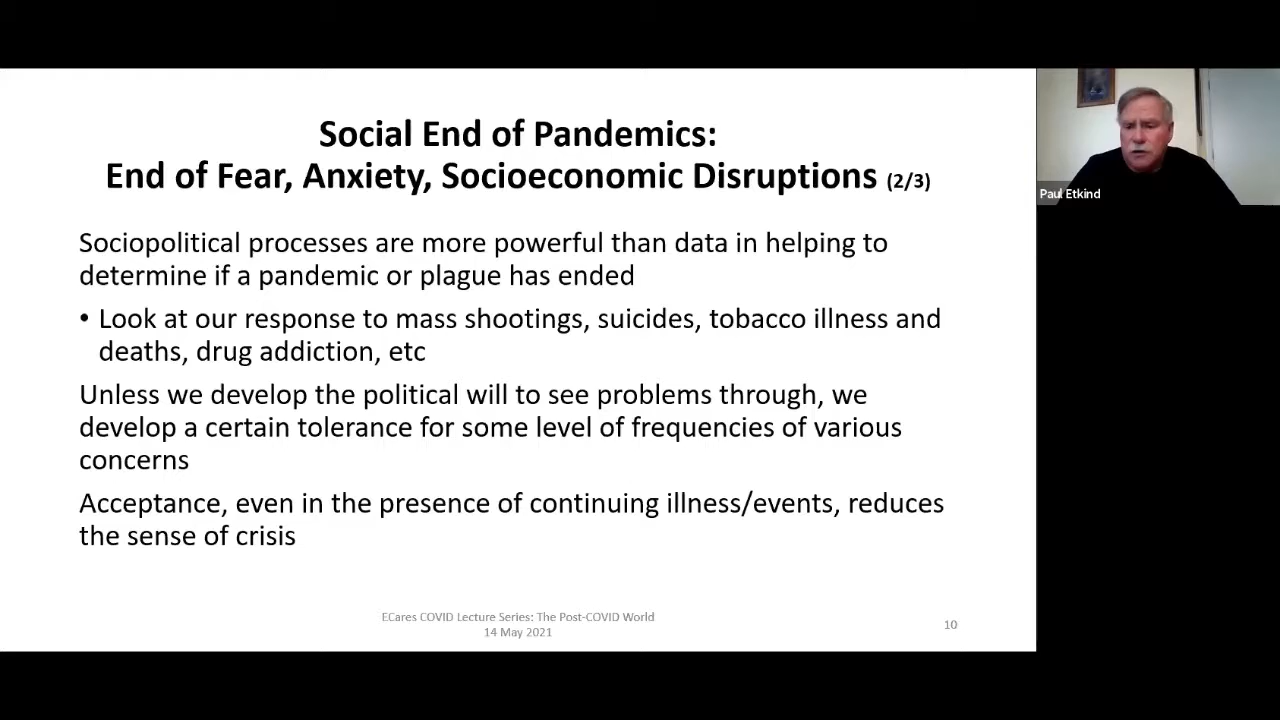 Social End of Pandemics:
End of Fear, Anxiety, Socioeconomic Disruptions (2/3)
Sociopolitical processes are more powerful than data in helping to
determine if a pandemic or plague has ended
• Look at our response to mass shootings, suicides, tobacco illness and
deaths, drug addiction, etc
Unless we develop the political will to see problems through, we
develop a certain tolerance for some level of frequencies of various
concerns
Acceptance, even in the presence of continuing illness/events, reduces
the sense of crisis
ECares COVID Lecture Series: The Post-COVID World
14 May 2021
10
Paul Etkind